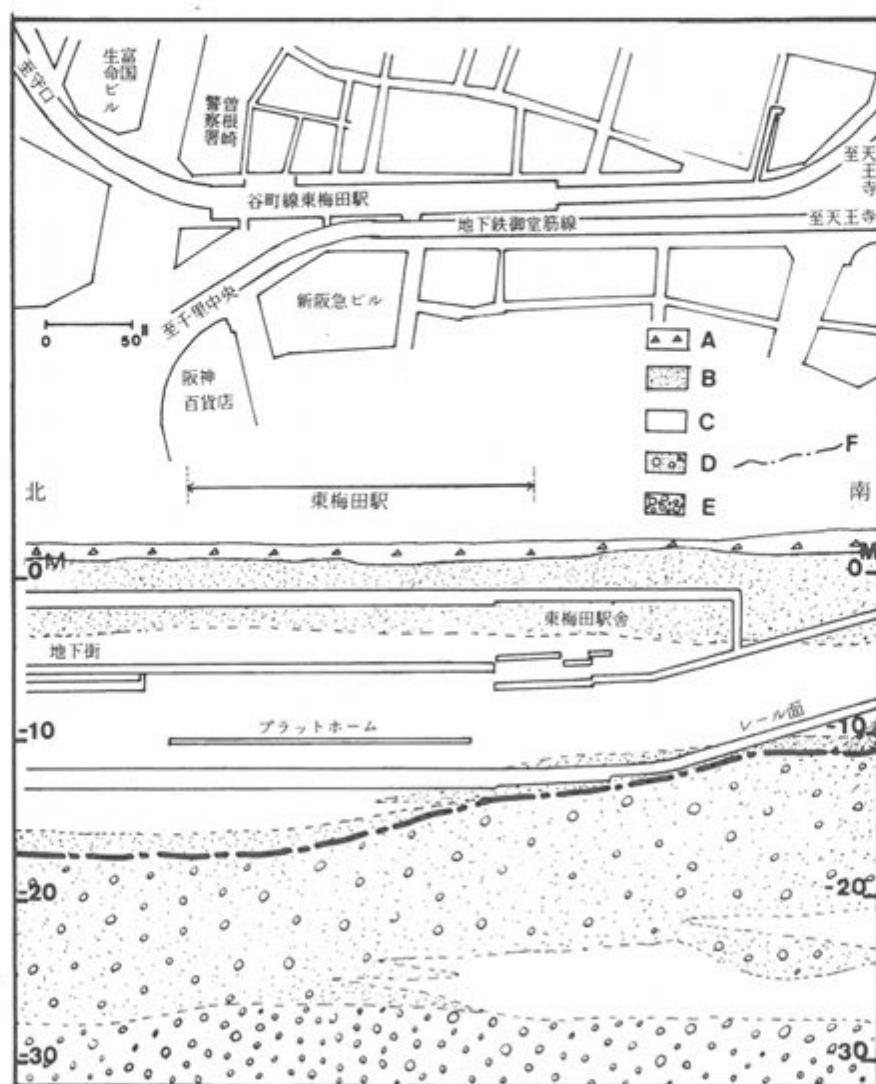 富国
生命ビル
至守口
曽根崎
警察署
至天王寺
谷町線東梅田駅
地下鉄御堂筋線
至天王寺
至千里中央
新阪急ビル
0 50M
阪神
百貨店
A
B
C
D
F
E
北
南
東梅田駅
M
0
M
0
東梅田駅舎
地下街
プラットホーム
レール面
-10
-10
-20
-20
-30
-30